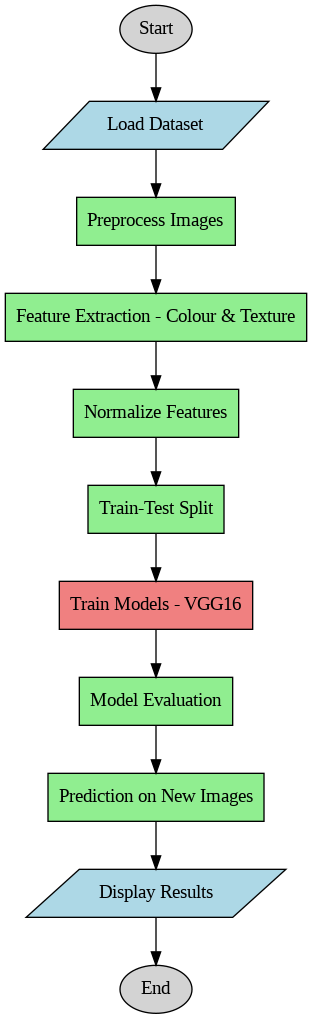 Start
Load Dataset
Preprocess Images
Feature Extraction - Colour & Texture
Normalize Features
Train-Test Split
Train Models - VGG16
Model Evaluation
Prediction on New Images
Display Results
End